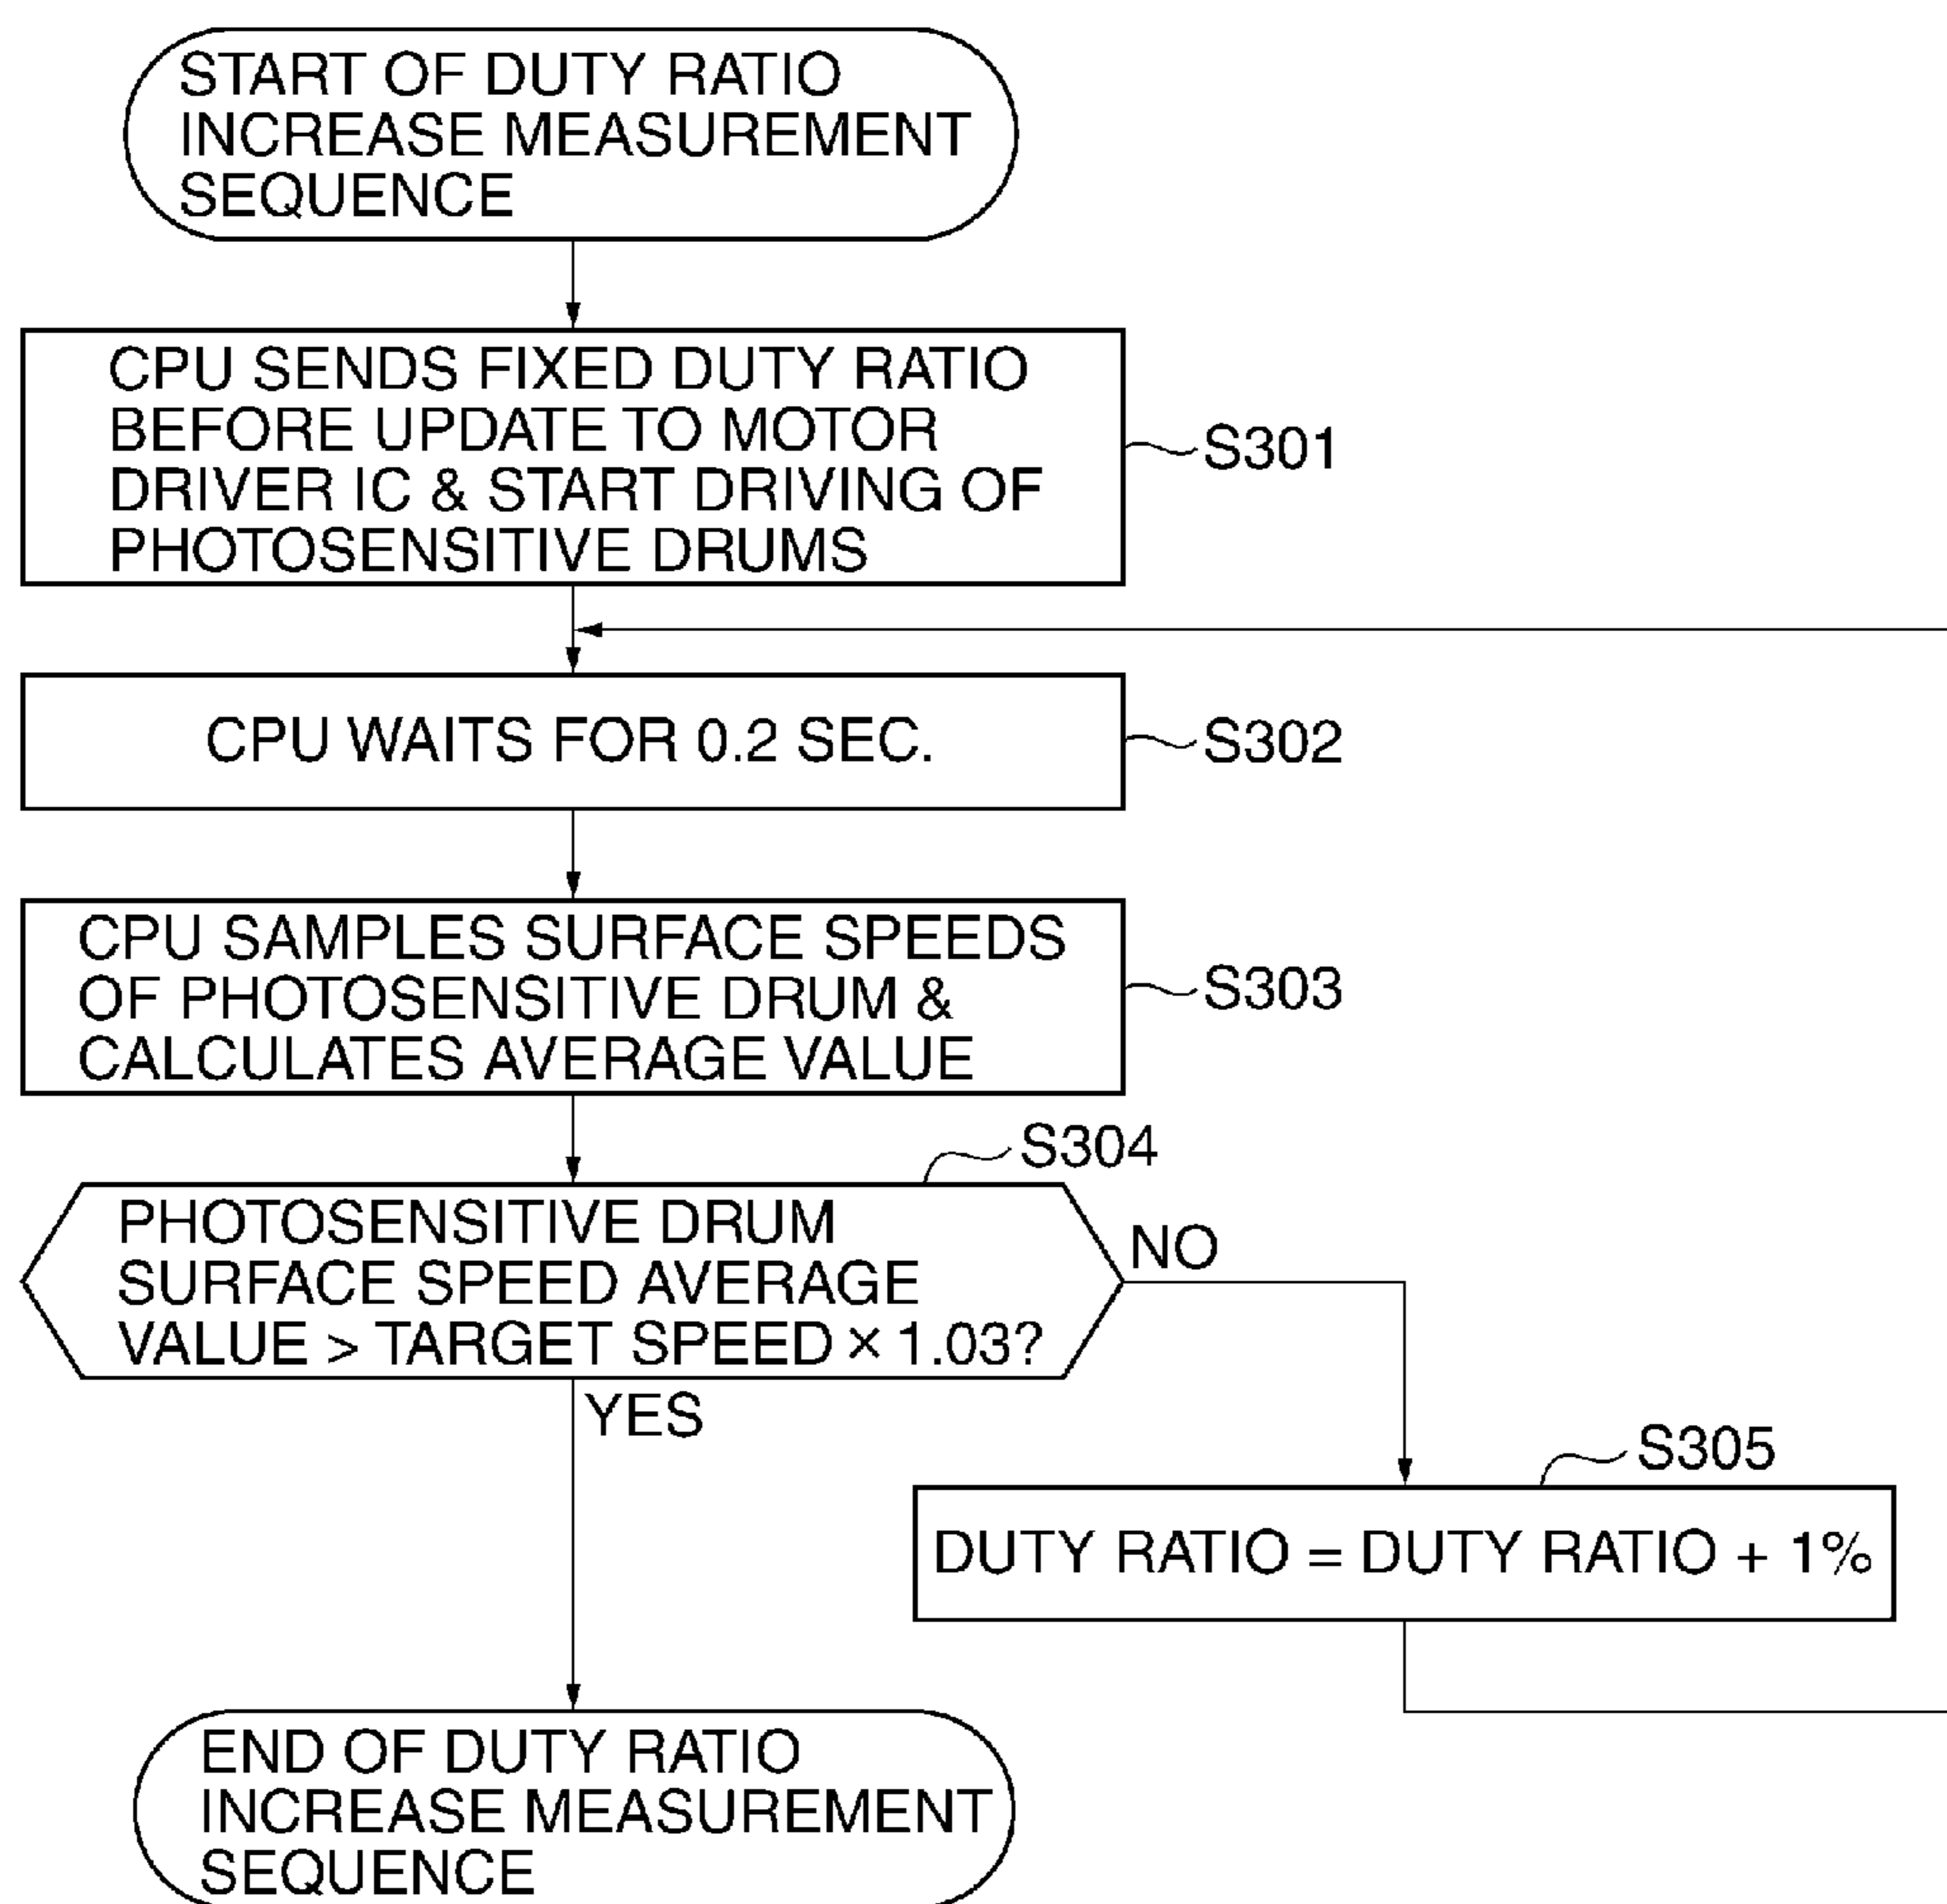 START OF DUTY RATIO
INCREASE MEASUREMENT
SEQUENCE
CPU SENDS FIXED DUTY RATIO
BEFORE UPDATE TO MOTOR
DRIVER IC & START DRIVING OF
PHOTOSENSITIVE DRUMS
S301
CPU WAITS FOR 0.2 SEC.
S302
CPU SAMPLES SURFACE SPEEDS
OF PHOTOSENSITIVE DRUM &
CALCULATES AVERAGE VALUE
S303
S304
PHOTOSENSITIVE DRUM
SURFACE SPEED AVERAGE
VALUE > TARGET SPEED × 1.03?
NO
YES
S305
DUTY RATIO = DUTY RATIO + 1%
END OF DUTY RATIO
INCREASE MEASUREMENT
SEQUENCE